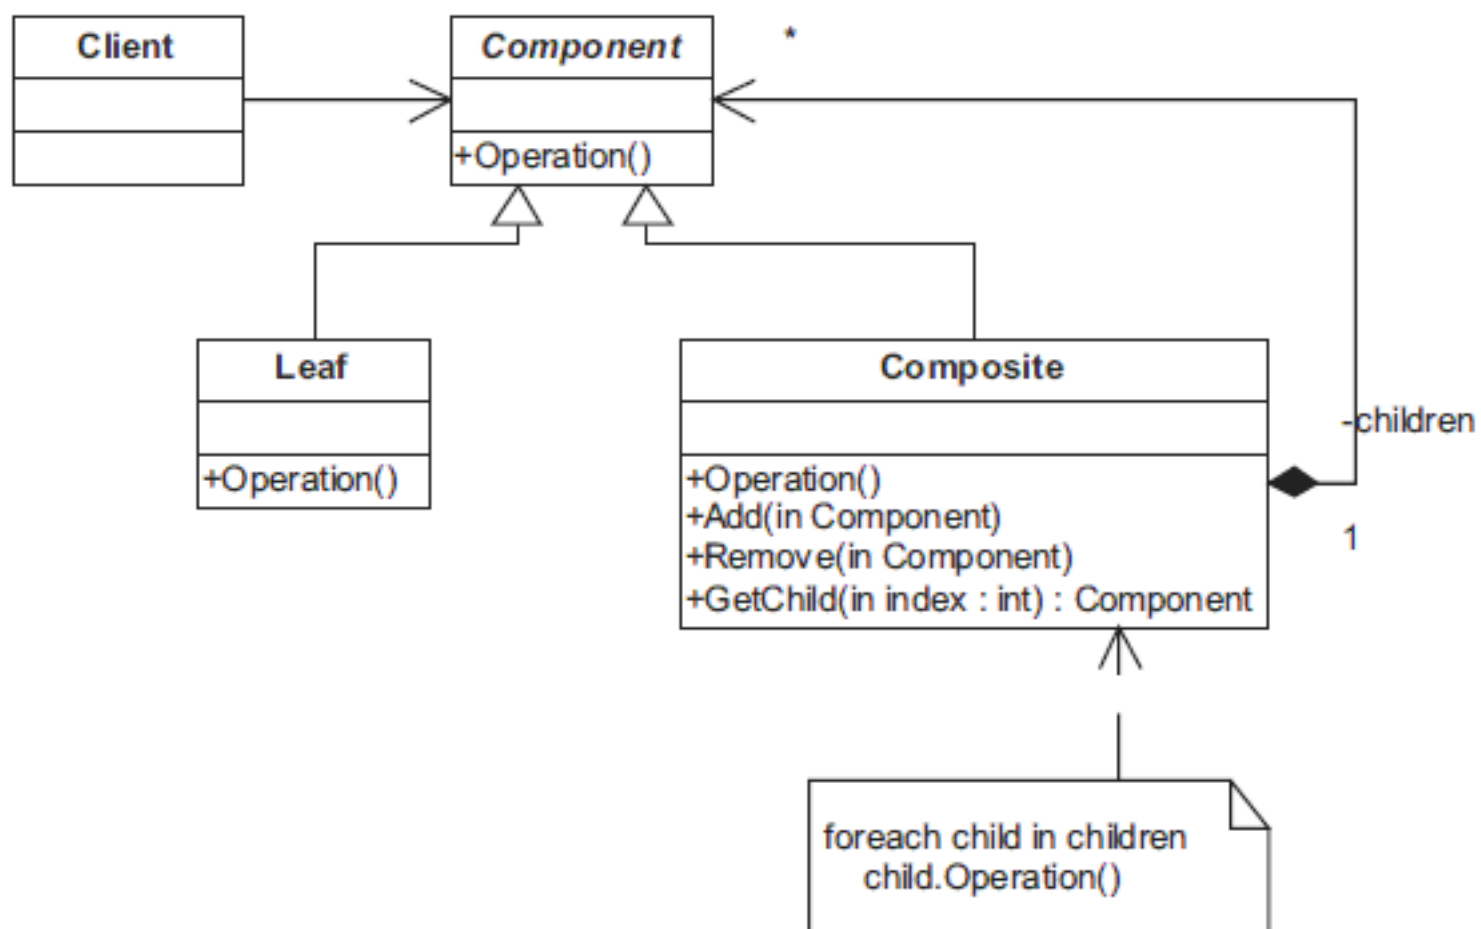 Client
Component
*
+Operation()
Leaf
+Operation()
Composite
+Operation()
+Add(in Component)
+Remove(in Component)
+GetChild(in index : int) : Component
-children
1
foreach child in children
child.Operation()